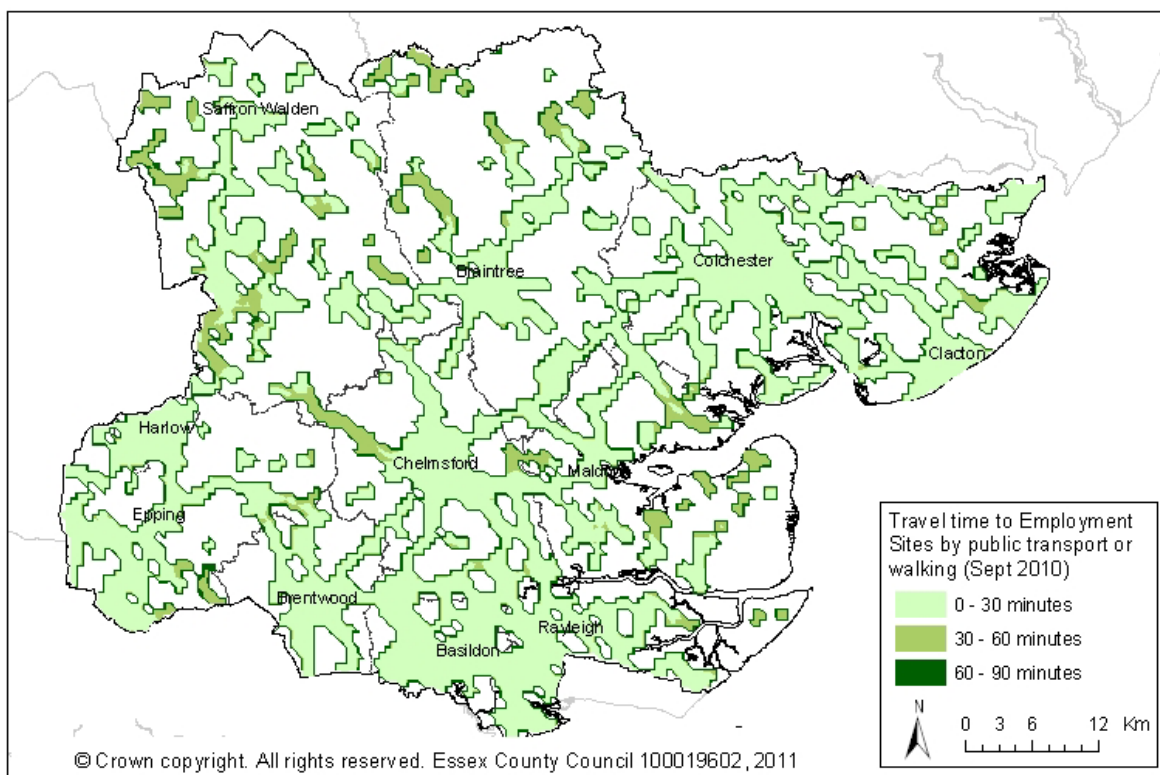 Saffron Walden
Braintree
Colchester
Clacton
Harlow
Chelmsford
Epping
Brentwood
Rayleigh
Basildon
Travel time to Employment
Sites by public transport or
walking (Sept 2010)
0 - 30 minutes
30 - 60 minutes
60 - 90 minutes
N
0 3 6 12 Km
© Crown copyright. All rights reserved. Essex County Council 100019602, 2011